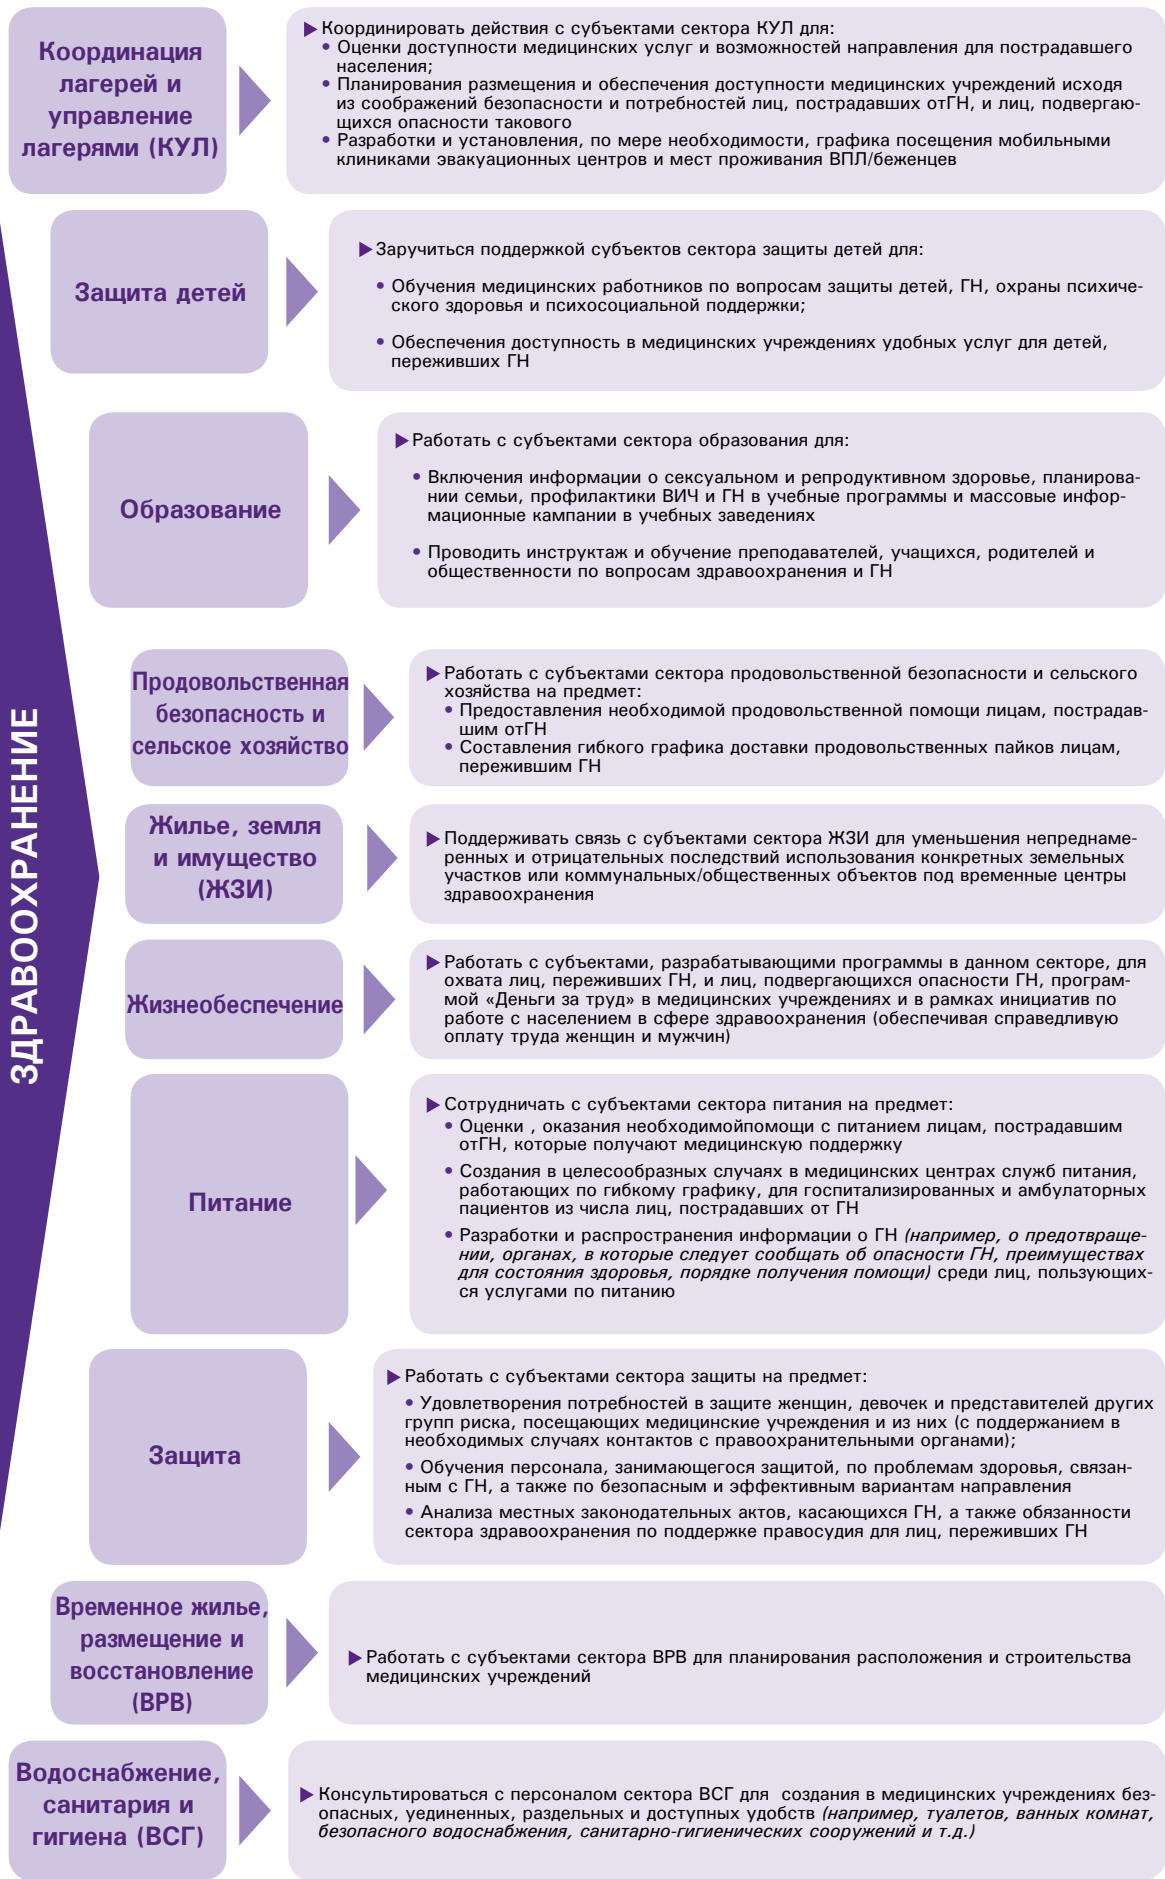 Координация
лагерей и
управление
лагерями (КУЛ)
▶ Координировать действия с субъектами сектора КУЛ для:
• Оценки доступности медицинских услуг и возможностей направления для пострадавшего
населения;
• Планирования размещения и обеспечения доступности медицинских учреждений исходя
из соображений безопасности и потребностей лиц, пострадавших отГН, и лиц, подвергаю-
щихся опасности такового
• Разработки и установления, по мере необходимости, графика посещения мобильными
клиниками эвакуационных центров и мест проживания ВПЛ/беженцев
Защита детей
▶ Заручиться поддержкой субъектов сектора защиты детей для:
• Обучения медицинских работников по вопросам защиты детей, ГН, охраны психиче-
ского здоровья и психосоциальной поддержки;
• Обеспечения доступность в медицинских учреждениях удобных услуг для детей,
переживших ГН
Образование
▶ Работать с субъектами сектора образования для:
• Включения информации о сексуальном и репродуктивном здоровье, планирова-
нии семьи, профилактики ВИЧ и ГН в учебные программы и массовые инфор-
мационные кампании в учебных заведениях
• Проводить инструктаж и обучение преподавателей, учащихся, родителей и
общественности по вопросам здравоохранения и ГН
ЗДРАВООХРАНЕНИЕ
Продовольственная
безопасность и
сельское хозяйство
▶ Работать с субъектами сектора продовольственной безопасности и сельского
хозяйства на предмет:
• Предоставления необходимой продовольственной помощи лицам, пострадав-
шим отГН
• Составления гибкого графика доставки продовольственных пайков лицам,
пережившим ГН
Жилье, земля
и имущество
(ЖЗИ)
▶ Поддерживать связь с субъектами сектора ЖЗИ для уменьшения непреднаме-
ренных и отрицательных последствий использования конкретных земельных
участков или коммунальных/общественных объектов под временные центры
здравоохранения
Жизнеобеспечение
▶ Работать с субъектами, разрабатывающими программы в данном секторе, для
охвата лиц, переживших ГН, и лиц, подвергающихся опасности ГН, програм-
мой «Деньги за труд» в медицинских учреждениях и в рамках инициатив по
работе с населением в сфере здравоохранения (обеспечивая справедливую
оплату труда женщин и мужчин)
Питание
▶ Сотрудничать с субъектами сектора питания на предмет:
• Оценки , оказания необходимойпомощи с питанием лицам, пострадавшим
отГН, которые получают медицинскую поддержку
• Создания в целесообразных случаях в медицинских центрах служб питания,
работающих по гибкому графику, для госпитализированных и амбулаторных
пациентов из числа лиц, пострадавших от ГН
• Разработки и распространения информации о ГН (например, о предотвраще-
нии, органах, в которые следует сообщать об опасности ГН, преимуществах
для состояния здоровья, порядке получения помощи) среди лиц, пользующих-
ся услугами по питанию
Защита
▶ Работать с субъектами сектора защиты на предмет:
• Удовлетворения потребностей в защите женщин, девочек и представителей других
групп риска, посещающих медицинские учреждения и из них (с поддержанием в
необходимых случаях контактов с правоохранительными органами);
• Обучения персонала, занимающегося защитой, по проблемам здоровья, связан-
ным с ГН, а также по безопасным и эффективным вариантам направления
• Анализа местных законодательных актов, касающихся ГН, а также обязанности
сектора здравоохранения по поддержке правосудия для лиц, переживших ГН
Временное жилье,
размещение и
восстановление
(ВРВ)
▶ Работать с субъектами сектора ВРВ для планирования расположения и строительства
медицинских учреждений
Водоснабжение,
санитария и
гигиена (ВСГ)
▶ Консультироваться с персоналом сектора ВСГ для создания в медицинских учреждениях без-
опасных, уединенных, раздельных и доступных удобств (например, туалетов, ванных комнат,
безопасного водоснабжения, санитарно-гигиенических сооружений и т.д.)